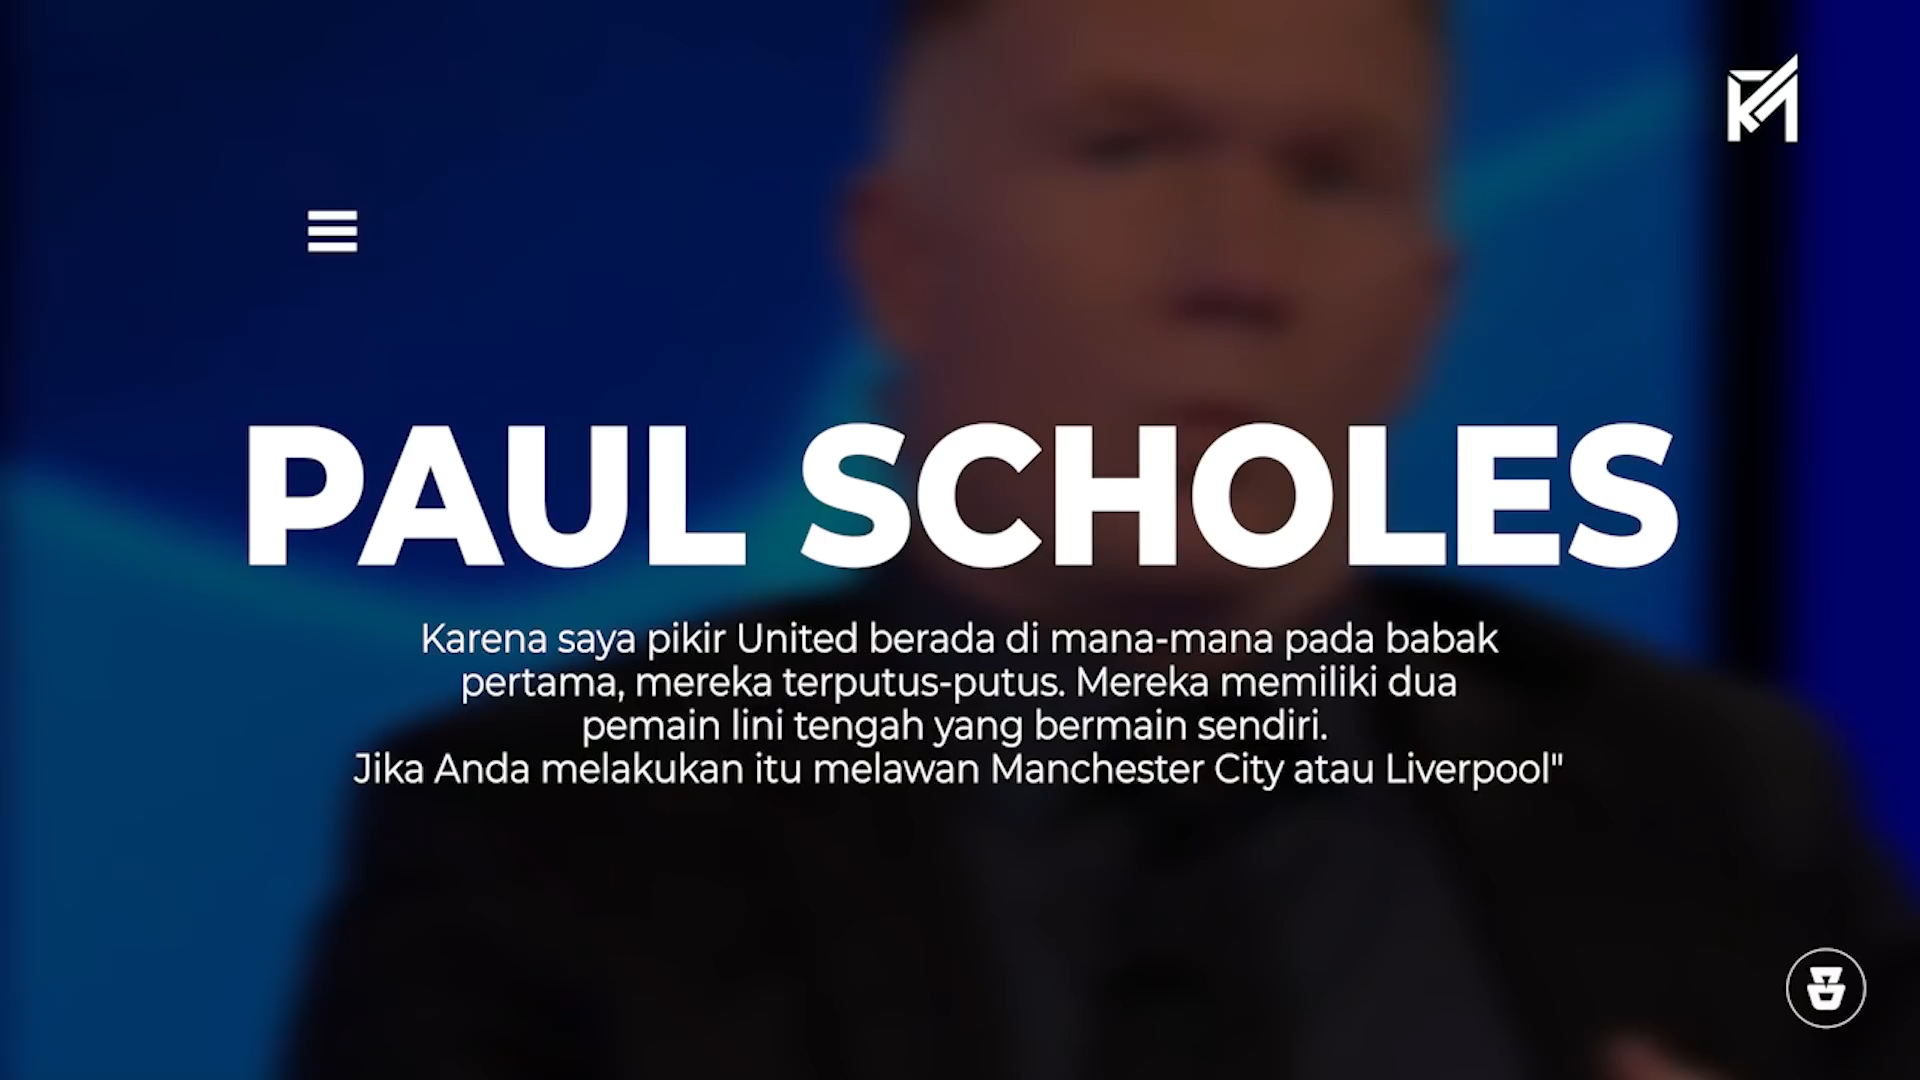 PAUL SCHOLES
Karena saya pikir United berada di mana-mana pada babak
pertama, mereka terputus-putus. Mereka memiliki dua
pemain lini tengah yang bermain sendiri.
Jika Anda melakukan itu melawan Manchester City atau Liverpool"